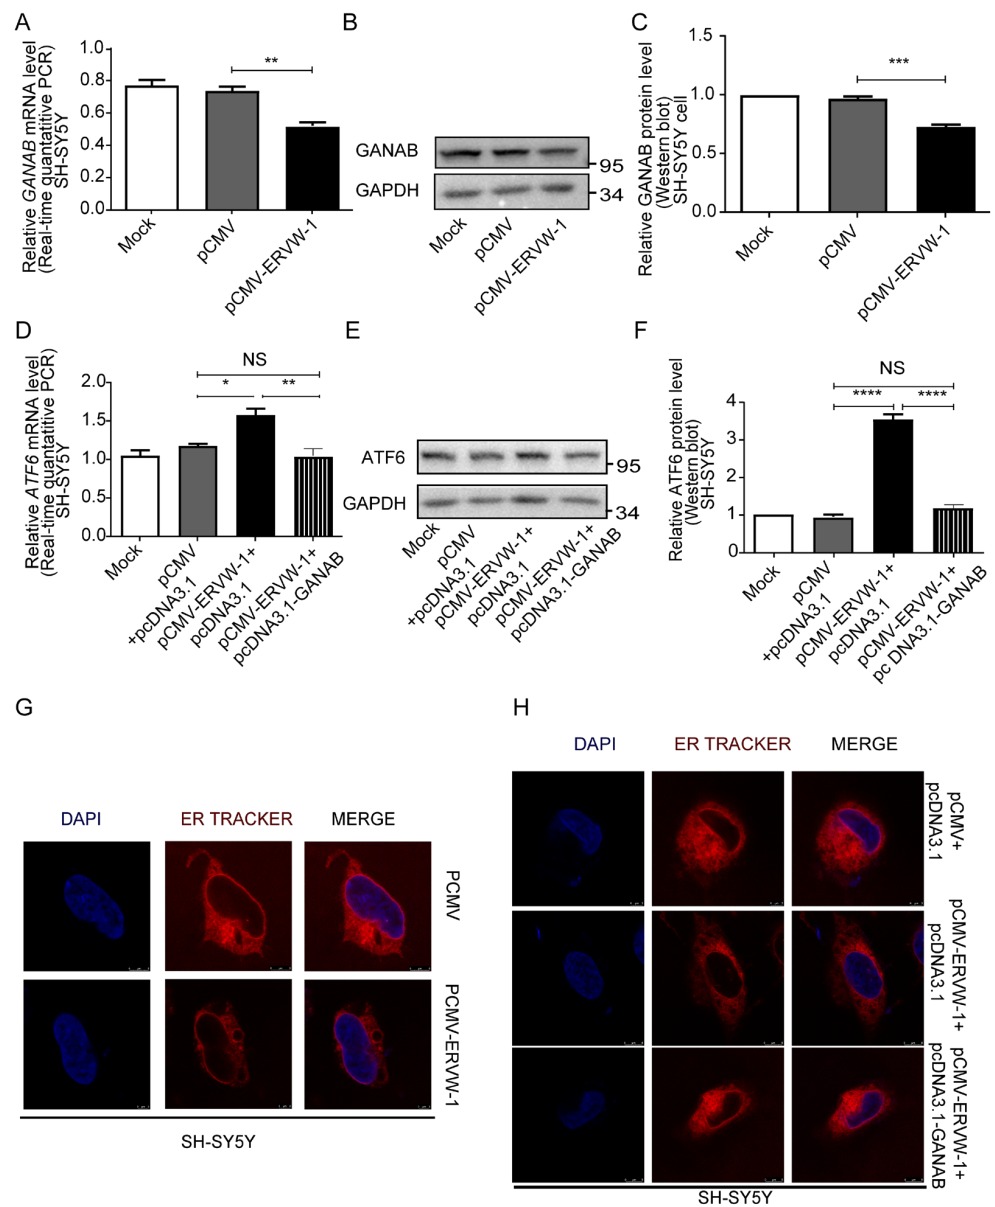 A
Relative GANAB mRNA level
(Real-time quantatitive PCR)
SH-SY5Y
1.0
0.8
0.6
0.4
0.2
0.0
**
Mock
pCMV
pCMV-ERVW-1
B
GANAB
GAPDH
95
34
Mock
pCMV
pCMV-ERVW-1
C
Relative GANAB protein level
(Western blot)
SH-SY5Y cell
1.5
1.0
0.5
0.0
***
Mock
pCMV
pCMV-ERVW-1
D
Relative ATF6 mRNA level
(Real-time quantatitive PCR)
SH-SY5Y
2.0
1.5
1.0
0.5
0.0
NS
*
**
Mock
pCMV
+pcDNA3.1
pCMV-ERVW-1+
pcDNA3.1
pCMV-ERVW-1+
pcDNA3.1-GANAB
E
ATF6
GAPDH
95
34
Mock
pCMV
+pcDNA3.1
pCMV-ERVW-1+
pcDNA3.1
pCMV-ERVW-1+
pcDNA3.1-GANAB
F
Relative ATF6 protein level
(Western blot)
SH-SY5Y
4
3
2
1
0
NS
****
****
Mock
pCMV
+pcDNA3.1
pCMV-ERVW-1+
pcDNA3.1
pCMV-ERVW-1+
pc DNA3.1-GANAB
G
DAPI
ER TRACKER
MERGE
PCMV
PCMV-ERVW-1
SH-SY5Y
H
DAPI
ER TRACKER
MERGE
pCMV+
pcDNA3.1
pCMV-ERVW-1+
pcDNA3.1
pCMV-ERVW-1+
pcDNA3.1-GANAB
SH-SY5Y